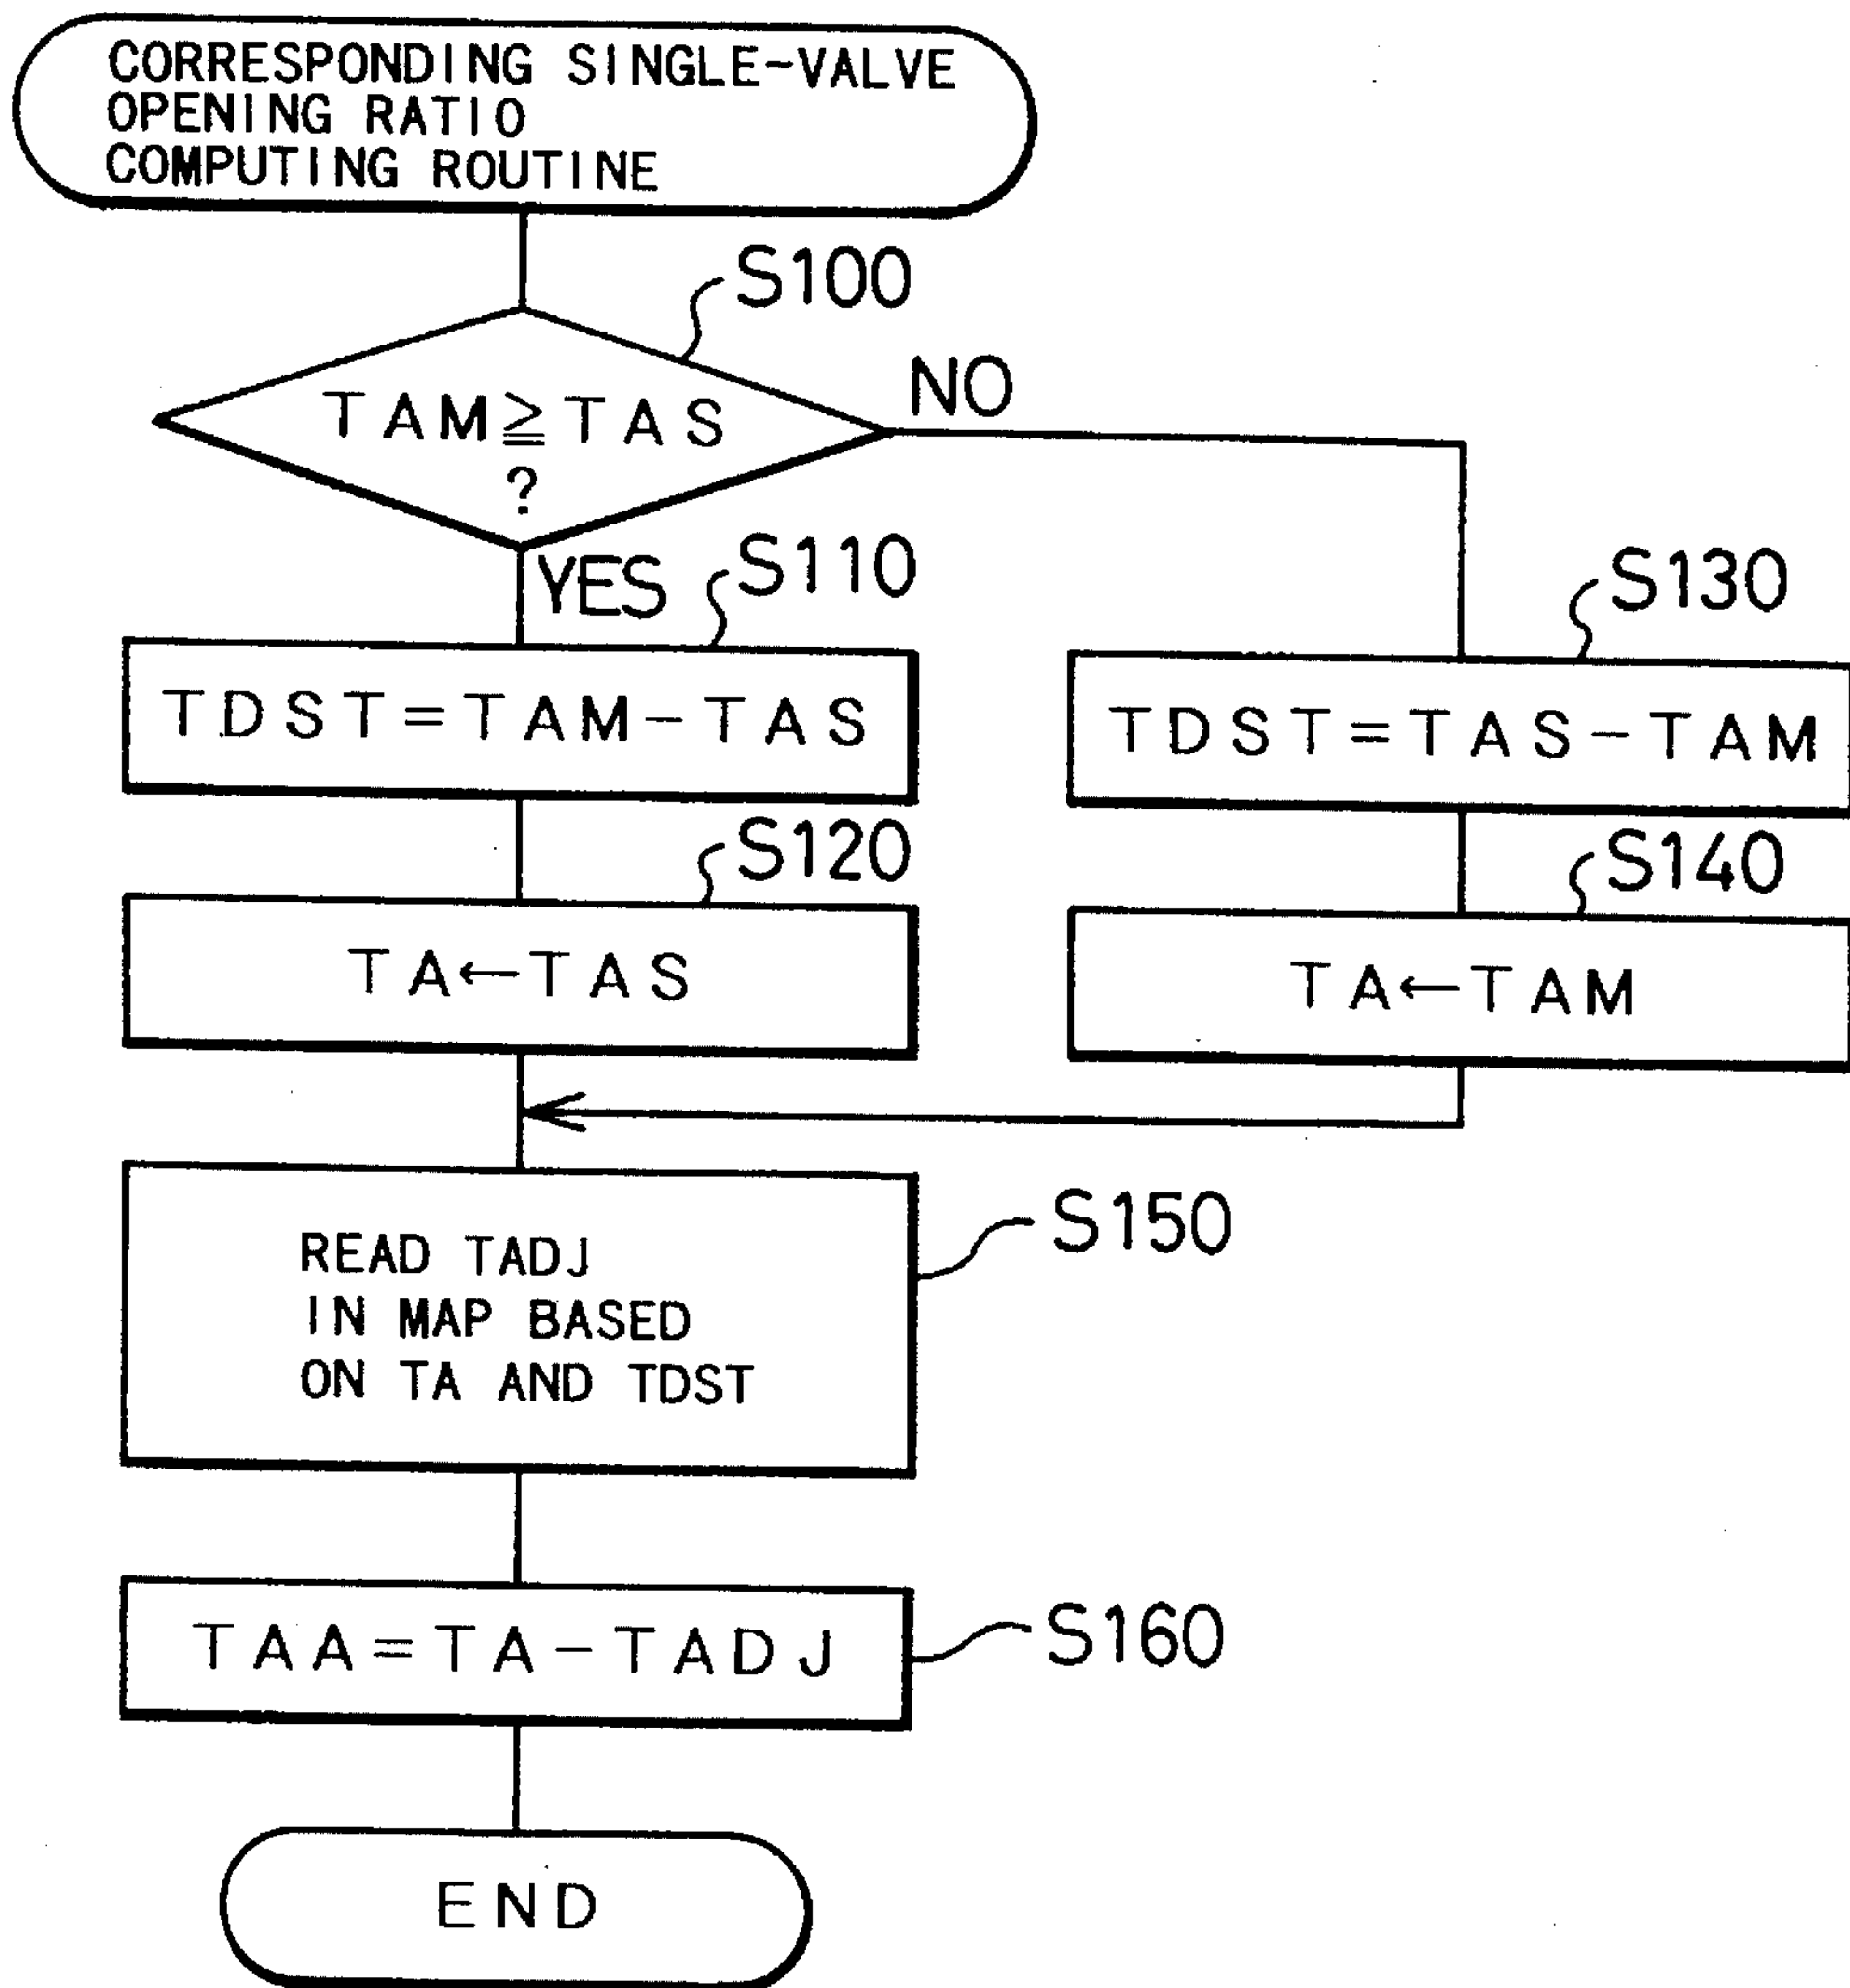 CORRESPONDING SINGLE-VALVE
OPENING RATIO
COMPUTING ROUTINE
S100
TAM≧TAS
?
NO
YES
S110
TDST=TAM-TAS
S130
TDST=TAS-TAM
S120
TA←TAS
S140
TA←TAM
S150
READ TADJ
IN MAP BASED
ON TA AND TDST
S160
TAA=TA-TADJ
END